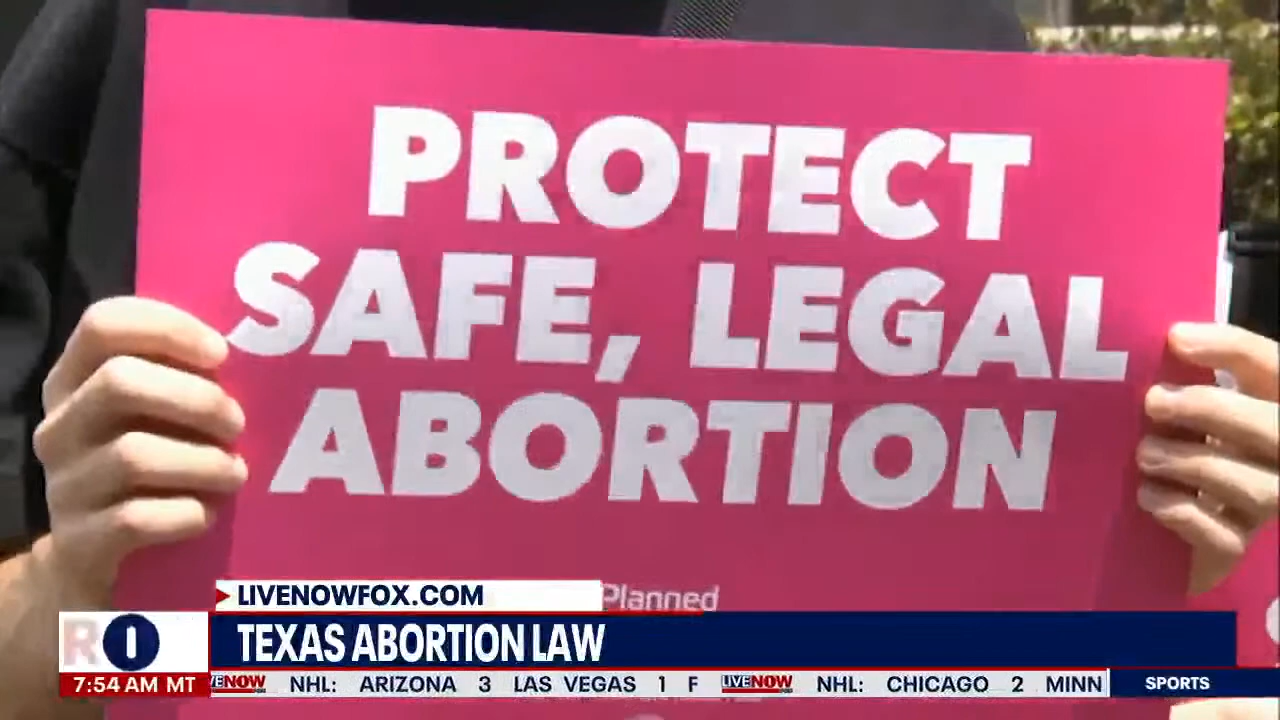 PROTECT
SAFE, LEGAL
ABORTION
Planned
LIVENOWFOX.COM
TEXAS ABORTION LAW
7:54 AM MT
LIVENOW NHL: ARIZONA 3 LAS VEGAS 1 F LIVENOW NHL: CHICAGO 2 MINN
SPORTS